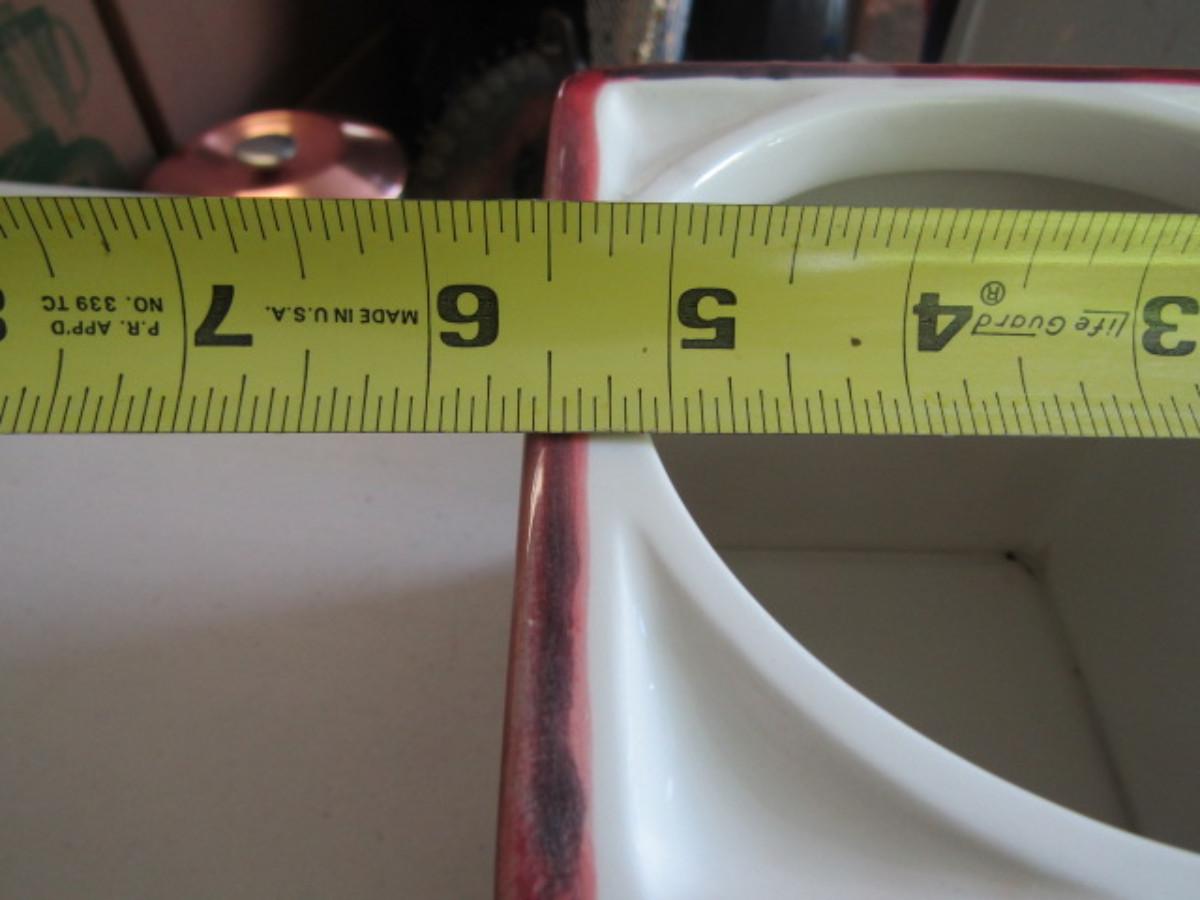 7 6 5 4 3
P.R. APP'D
NO. 339 TC
MADE IN U.S.A.
Life Guard ®